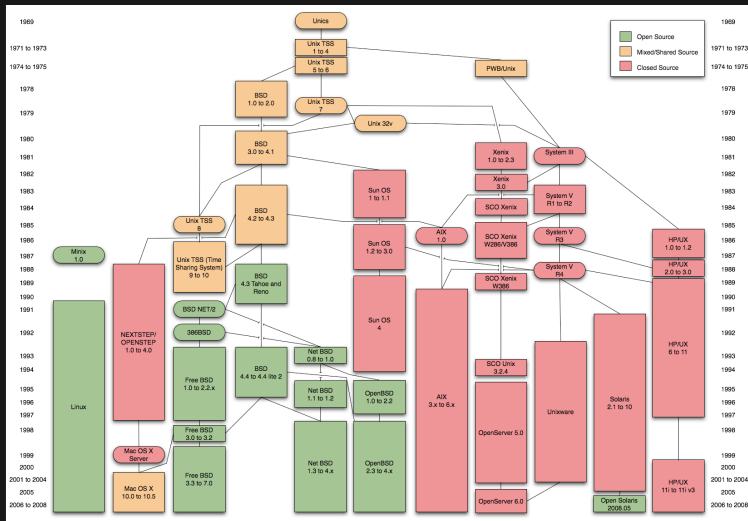 1969
1971 to 1973
1974 to 1975
1978
1979
1980
1981
1982
1983
1984
1985
1986
1987
1988
1989
1990
1991
1992
1993
1994
1995
1996
1997
1998
1999
2000
2001 to 2004
2005
2006 to 2008
Unics
Unix TSS
1 to 4
Unix TSS
5 to 6
PWB/Unix
BSD
1.0 to 2.0
Unix TSS
7
Unix 32v
BSD
3.0 to 4.1
Xenix
1.0 to 2.3
System III
Sun OS
1 to 1.1
Xenix
3.0
BSD
4.2 to 4.3
SCO Xenix
System V
R1 to R2
Unix TSS
8
AIX
1.0
SCO Xenix
W286/V386
System V
R3
Sun OS
1.2 to 3.0
HP/UX
1.0 to 1.2
Minix
1.0
Unix TSS (Time
Sharing System)
9 to 10
HP/UX
2.0 to 3.0
BSD
4.3 Tahoe and
Reno
System V
R4
SCO Xenix
W386
BSD NET/2
Sun OS
4
386BSD
NEXTSTEP/
OPENSTEP
1.0 to 4.0
HP/UX
6 to 11
Net BSD
0.8 to 1.0
BSD
4.4 to 4.4 lite 2
SCO Unix
3.2.4
Free BSD
1.0 to 2.2.x
Net BSD
1.1 to 1.2
OpenBSD
1.0 to 2.2
Linux
AIX
3.x to 6.x
Unixware
Solaris
2.1 to 10
Free BSD
3.0 to 3.2
OpenServer 5.0
Mac OS X
Server
Net BSD
1.3 to 4.x
OpenBSD
2.3 to 4.x
Free BSD
3.3 to 7.0
Mac OS X
10.0 to 10.5
HP/UX
11i to 11i v3
OpenServer 6.0
Open Solaris
2008.05
Open Source
Mixed/Shared Source
Closed Source
1969
1971 to 1973
1974 to 1975
1978
1979
1980
1981
1982
1983
1984
1985
1986
1987
1988
1989
1990
1991
1992
1993
1994
1995
1996
1997
1998
1999
2000
2001 to 2004
2005
2006 to 2008